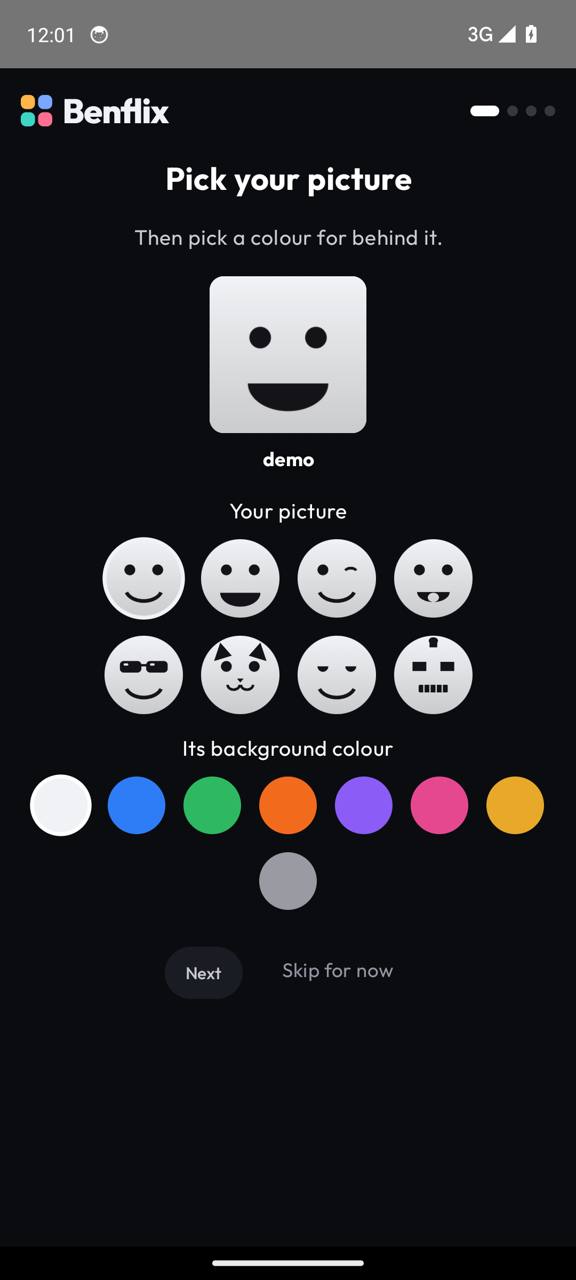 12:01
3G
Benflix
Pick your picture
Then pick a colour for behind it.
demo
Your picture
Its background colour
Next
Skip for now